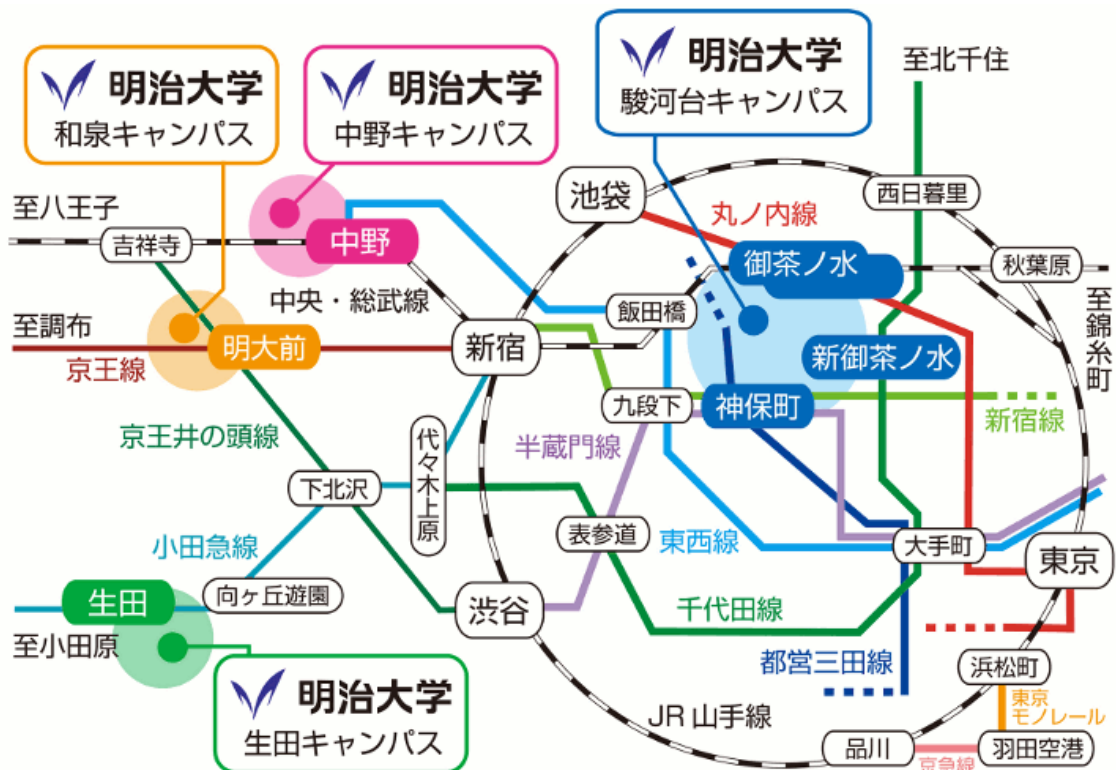 明治大学
和泉キャンパス
明治大学
中野キャンパス
明治大学
駿河台キャンパス
至北千住
池袋
西日暮里
至八王子
丸ノ内線
吉祥寺
中野
御茶ノ水
秋葉原
中央・総武線
飯田橋
至錦糸町
至調布
明大前
新宿
新御茶ノ水
京王線
九段下
神保町
新宿線
京王井の頭線
代々木上原
半蔵門線
下北沢
小田急線
表参道
東西線
大手町
東京
生田
向ヶ丘遊園
渋谷
千代田線
至小田原
都営三田線
浜松町
明治大学
生田キャンパス
JR山手線
東京
モノレール
品川
羽田空港
京急線